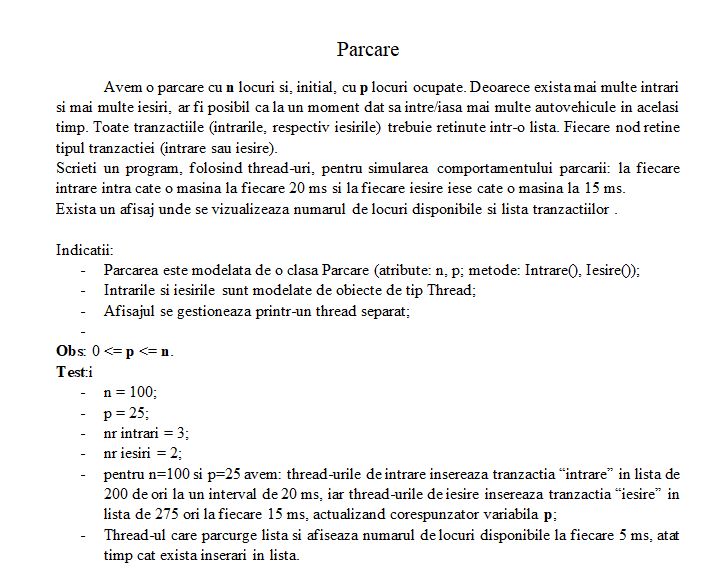 Parcare
Avem o parcare cu n locuri si, initial, cu p locuri ocupate. Deoarece exista mai multe intrari
si mai multe iesiri, ar fi posibil ca la un moment dat sa intre/iasa mai multe autovehicule in acelasi
timp. Toate tranzactiile (intrarile, respectiv iesirile) trebuie retinute intr-o lista. Fiecare nod retine
tipul tranzactiei (intrare sau iesire).
Scrieti un program, folosind thread-uri, pentru simularea comportamentului parcarii: la fiecare
intrare intra cate o masina la fiecare 20 ms si la fiecare iesire iese cate o masina la 15 ms.
Exista un afisaj unde se vizualizeaza numarul de locuri disponibile si lista tranzactiilor .
Indicatii:
- Parcarea este modelata de o clasa Parcare (atribute: n, p; metode: Intrare(), Iesire());
- Intrarile si iesirile sunt modelate de obiecte de tip Thread;
- Afisajul se gestioneaza printr-un thread separat;
-
Obs: 0 <= p <= n.
Test:i
- n = 100;
- p = 25;
- nr intrari = 3;
- nr iesiri = 2;
- pentru n=100 si p=25 avem: thread-urile de intrare insereaza tranzactia “intrare” in lista de
200 de ori la un interval de 20 ms, iar thread-urile de iesire insereaza tranzactia “iesire” in
lista de 275 ori la fiecare 15 ms, actualizand corespunzator variabila p;
- Thread-ul care parcurge lista si afiseaza numarul de locuri disponibile la fiecare 5 ms, atat
timp cat exista inserari in lista.